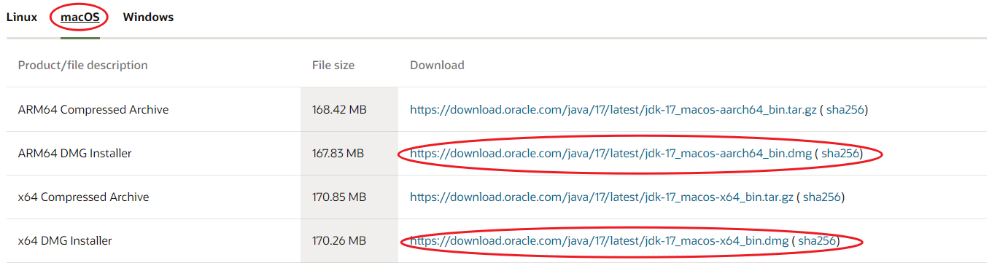 Linux macOS Windows
Product/file description File size Download
ARM64 Compressed Archive 168.42 MB https://download.oracle.com/java/17/latest/jdk-17_macos-aarch64_bin.tar.gz ( sha256)
ARM64 DMG Installer 167.83 MB https://download.oracle.com/java/17/latest/jdk-17_macos-aarch64_bin.dmg ( sha256)
x64 Compressed Archive 170.85 MB https://download.oracle.com/java/17/latest/jdk-17_macos-x64_bin.tar.gz ( sha256)
x64 DMG Installer 170.26 MB https://download.oracle.com/java/17/latest/jdk-17_macos-x64_bin.dmg ( sha256)